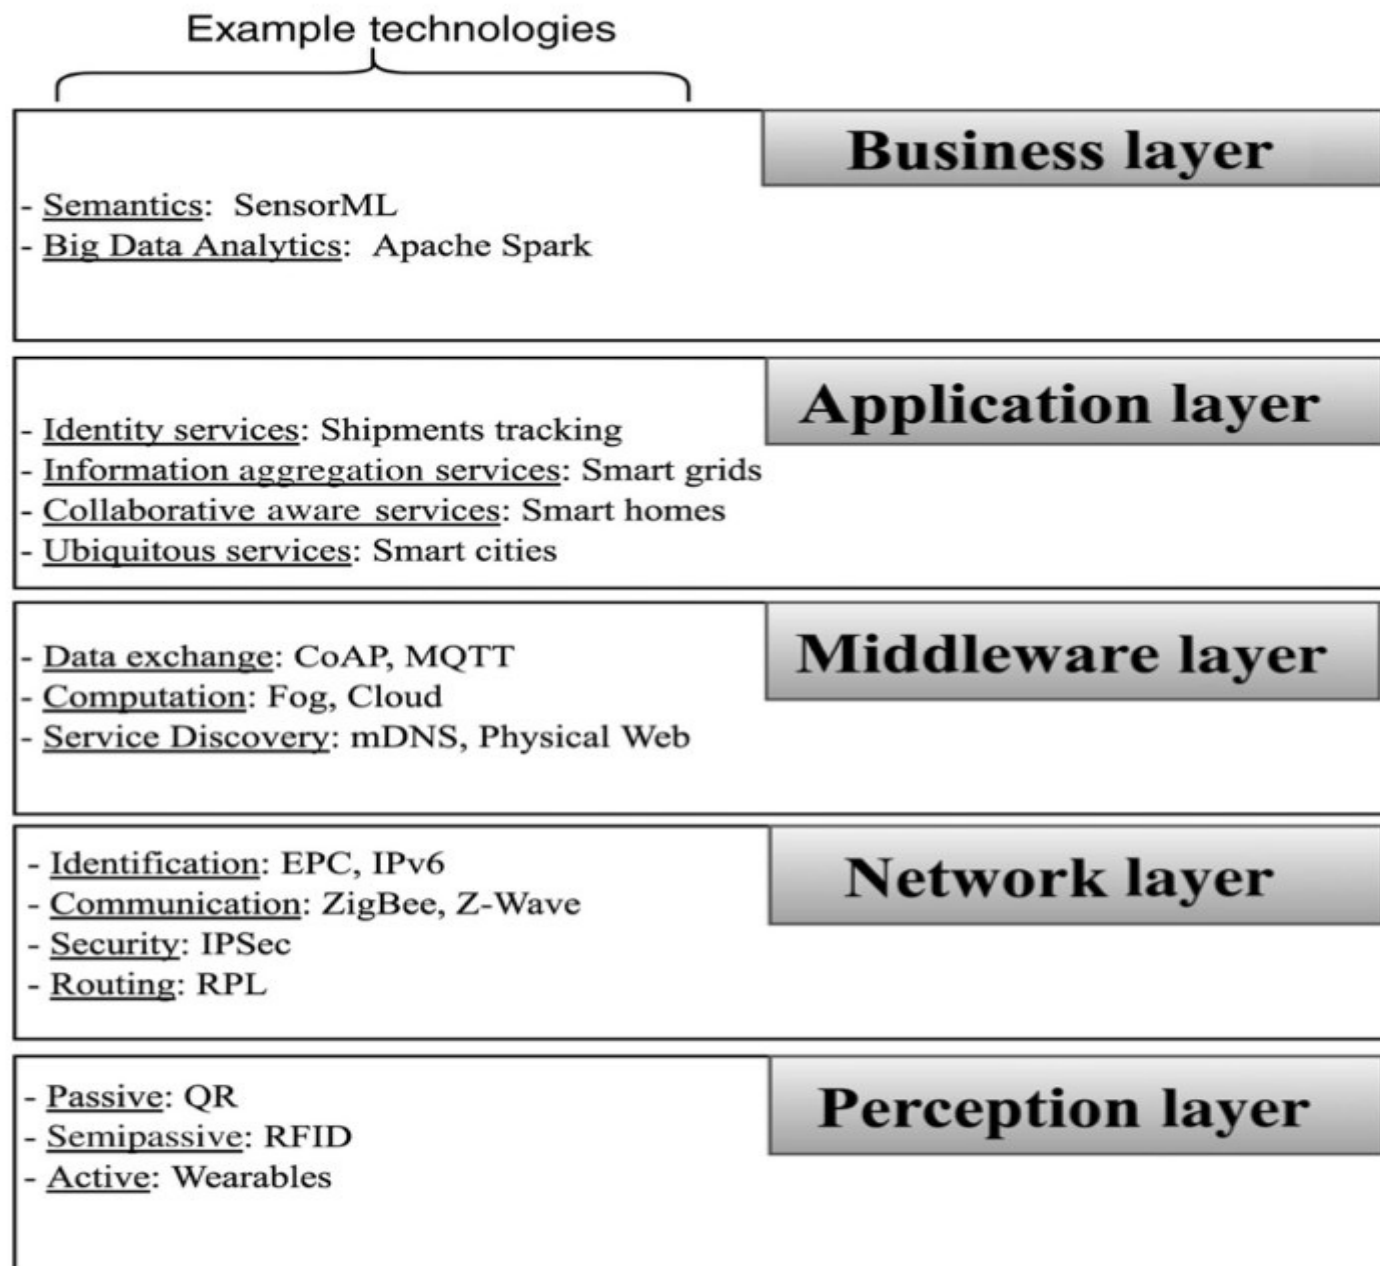 Example technologies
Business layer
- Semantics:  SensorML
- Big Data Analytics:  Apache Spark
Application layer
- Identity services: Shipments tracking
- Information aggregation services: Smart grids
- Collaborative aware services: Smart homes
- Ubiquitous services: Smart cities
Middleware layer
- Data exchange: CoAP, MQTT
- Computation: Fog, Cloud
- Service Discovery: mDNS, Physical Web
Network layer
- Identification: EPC, IPv6
- Communication: ZigBee, Z-Wave
- Security: IPSec
- Routing: RPL
Perception layer
- Passive: QR
- Semipassive: RFID
- Active: Wearables